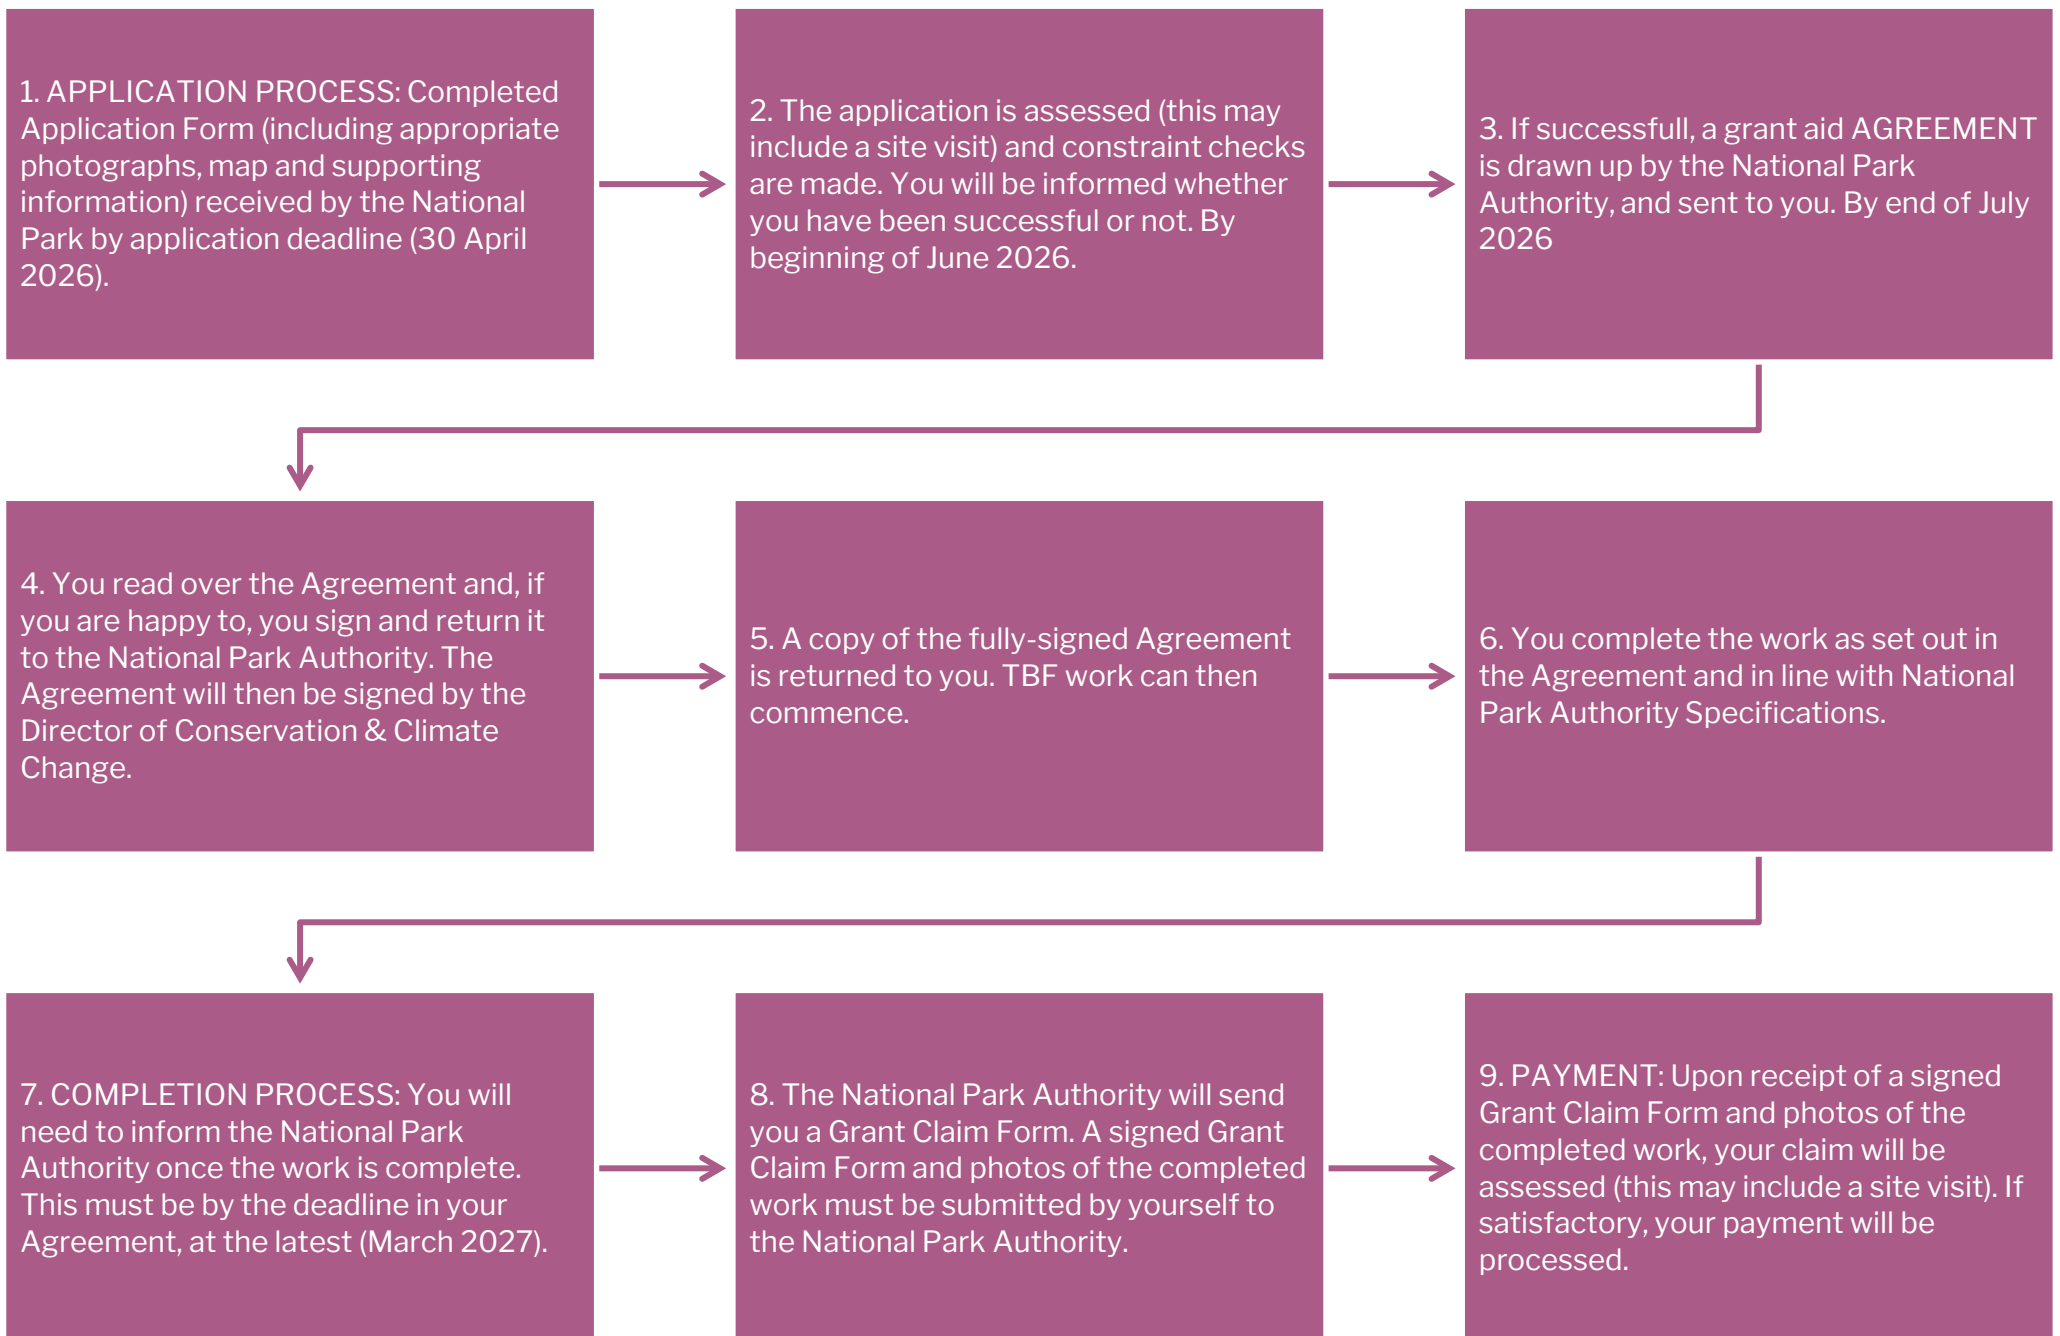 1. APPLICATION PROCESS: Completed
Application Form (including appropriate
photographs, map and supporting
information) received by the National
Park by application deadline (30 April
2026).
2. The application is assessed (this may
include a site visit) and constraint checks
are made. You will be informed whether
you have been successful or not. By
beginning of June 2026.
3. If successfull, a grant aid AGREEMENT
is drawn up by the National Park
Authority, and sent to you. By end of July
2026
4. You read over the Agreement and, if
you are happy to, you sign and return it
to the National Park Authority. The
Agreement will then be signed by the
Director of Conservation & Climate
Change.
5. A copy of the fully-signed Agreement
is returned to you. TBF work can then
commence.
6. You complete the work as set out in
the Agreement and in line with National
Park Authority Specifications.
7. COMPLETION PROCESS: You will
need to inform the National Park
Authority once the work is complete.
This must be by the deadline in your
Agreement, at the latest (March 2027).
8. The National Park Authority will send
you a Grant Claim Form. A signed Grant
Claim Form and photos of the completed
work must be submitted by yourself to
the National Park Authority.
9. PAYMENT: Upon receipt of a signed
Grant Claim Form and photos of the
completed work, your claim will be
assessed (this may include a site visit). If
satisfactory, your payment will be
processed.